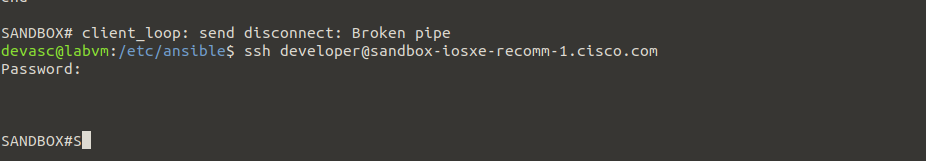 SANDBOX# client_loop: send disconnect: Broken pipe
devasc@labvm:/etc/ansible$ ssh developer@sandbox-iosxe-recomm-1.cisco.com
Password:
SANDBOX#S